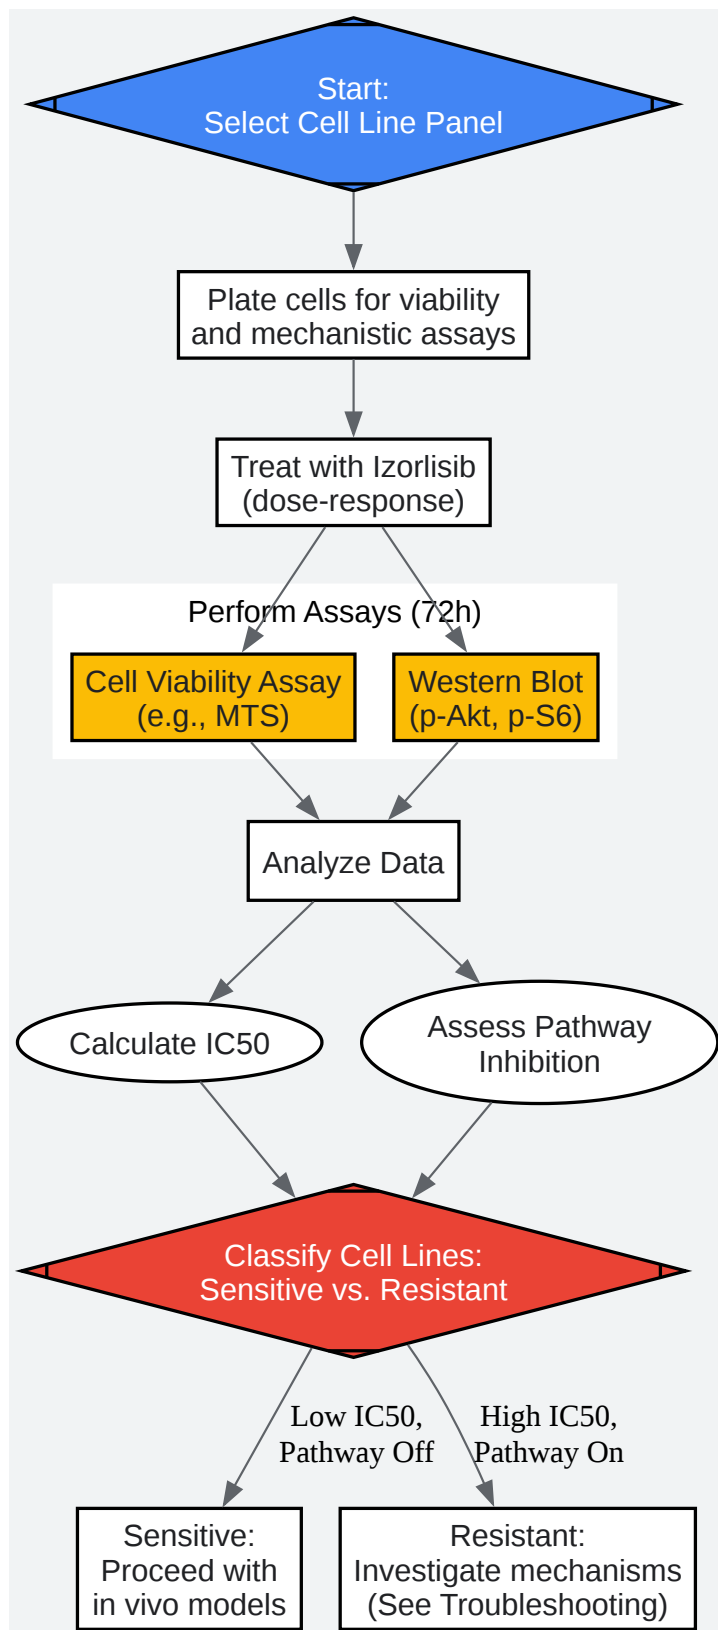 Start:
Select Cell Line Panel
Plate cells for viability
and mechanistic assays
Treat with Izorlisib
(dose-response)
Perform Assays (72h)
Cell Viability Assay
(e.g., MTS)
Western Blot
(p-Akt, p-S6)
Analyze Data
Calculate IC50
Assess Pathway
Inhibition
Classify Cell Lines:
Sensitive vs. Resistant
Low IC50,
Pathway Off
High IC50,
Pathway On
Sensitive:
Proceed with
in vivo models
Resistant:
Investigate mechanisms
(See Troubleshooting)